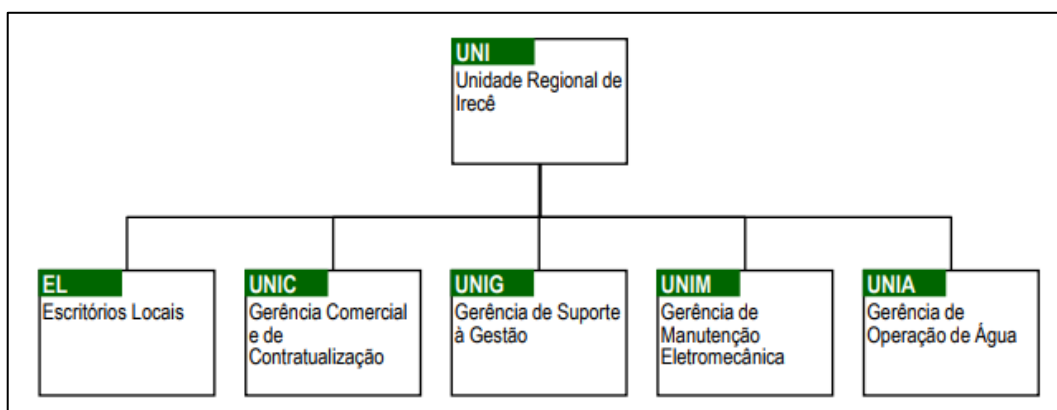 UNI
Unidade Regional de
Irecê
EL
Escritórios Locais
UNIC
Gerência Comercial
e de
Contratualização
UNIG
Gerência de Suporte
à Gestão
UNIM
Gerência de
Manutenção
Eletromecânica
UNIA
Gerência de
Operação de Água